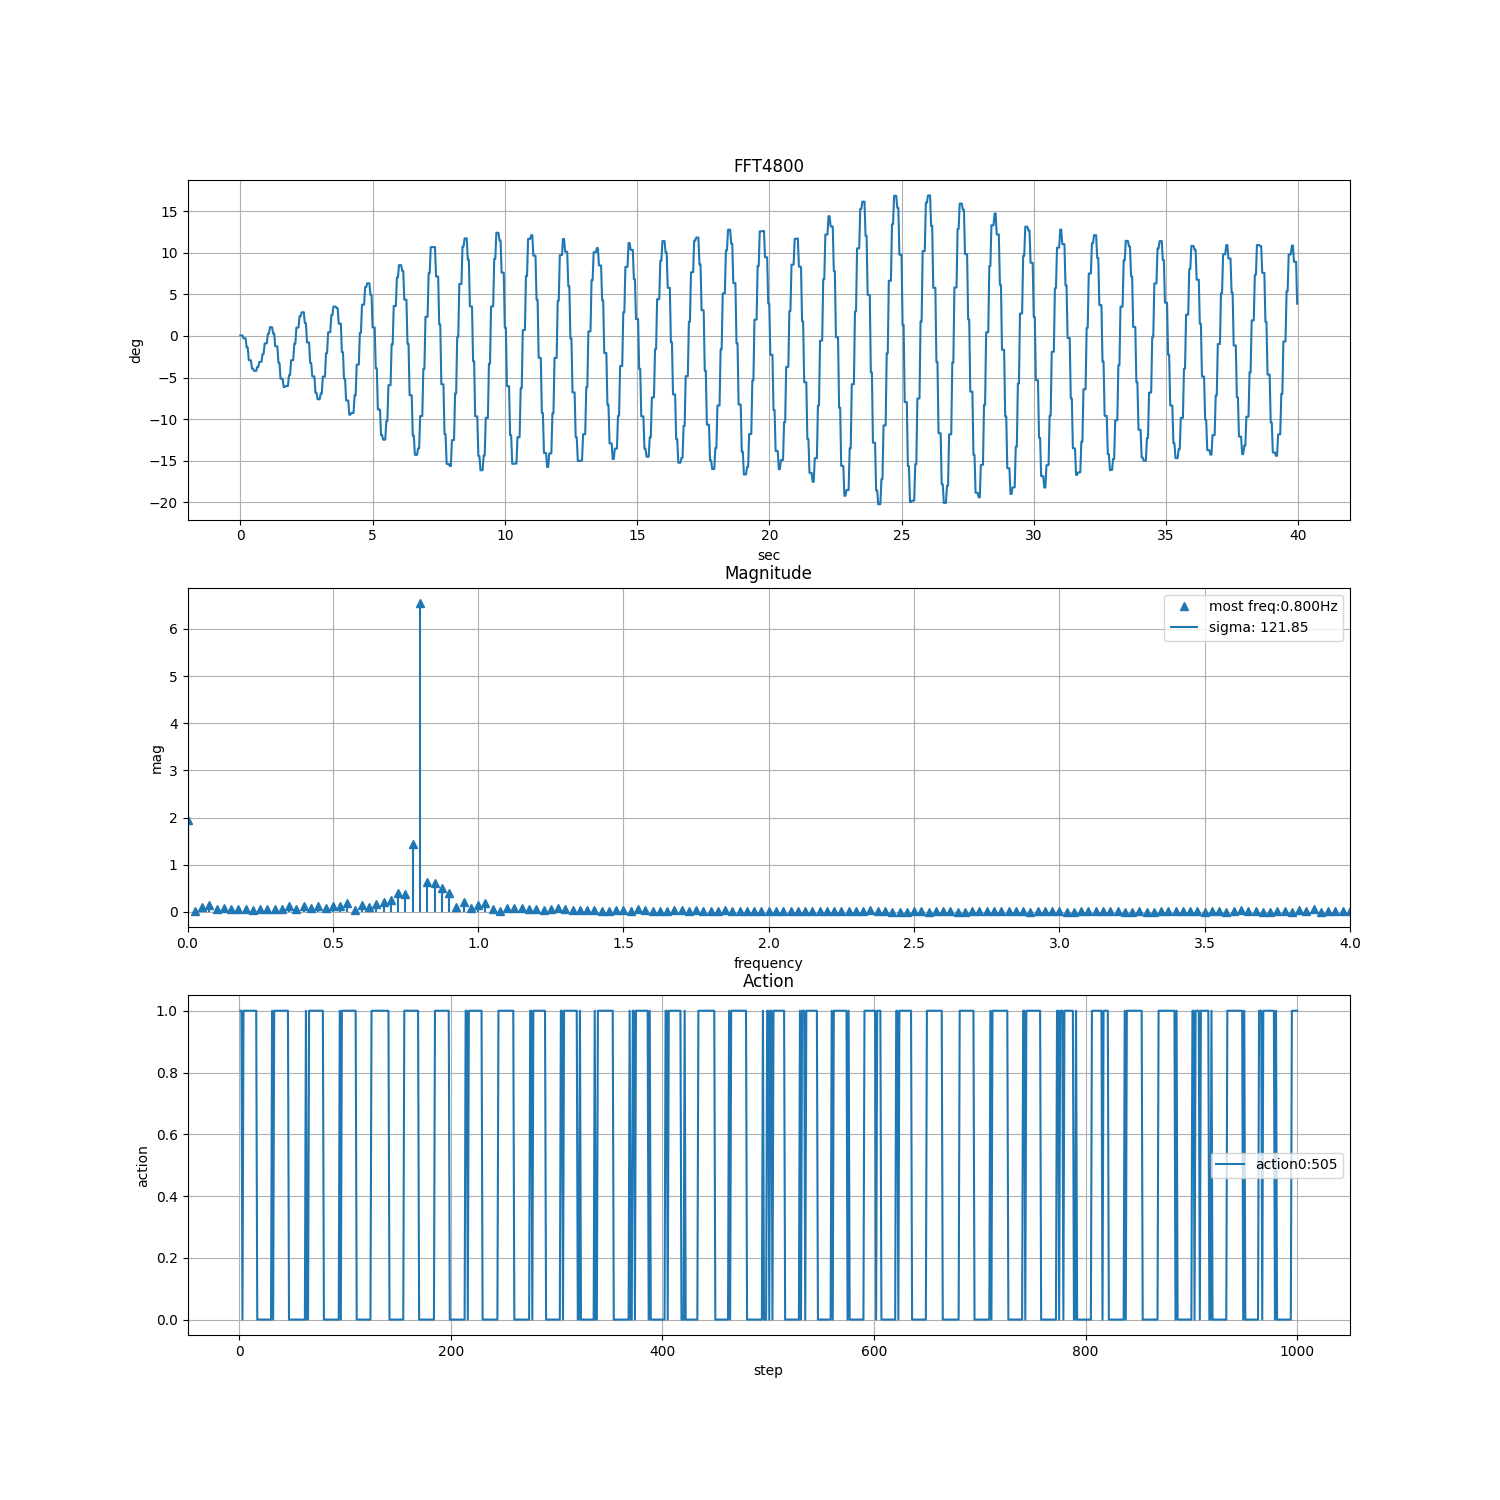 FFT4800
15
10
5
0
−5
−10
−15
−20
deg
0 5 10 15 20 25 30 35 40
sec
Magnitude
most freq:0.800Hz
sigma: 121.85
6
5
4
3
2
1
0
mag
0.0 0.5 1.0 1.5 2.0 2.5 3.0 3.5 4.0
frequency
Action
1.0
0.8
0.6
0.4
0.2
0.0
action
action0:505
0 200 400 600 800 1000
step